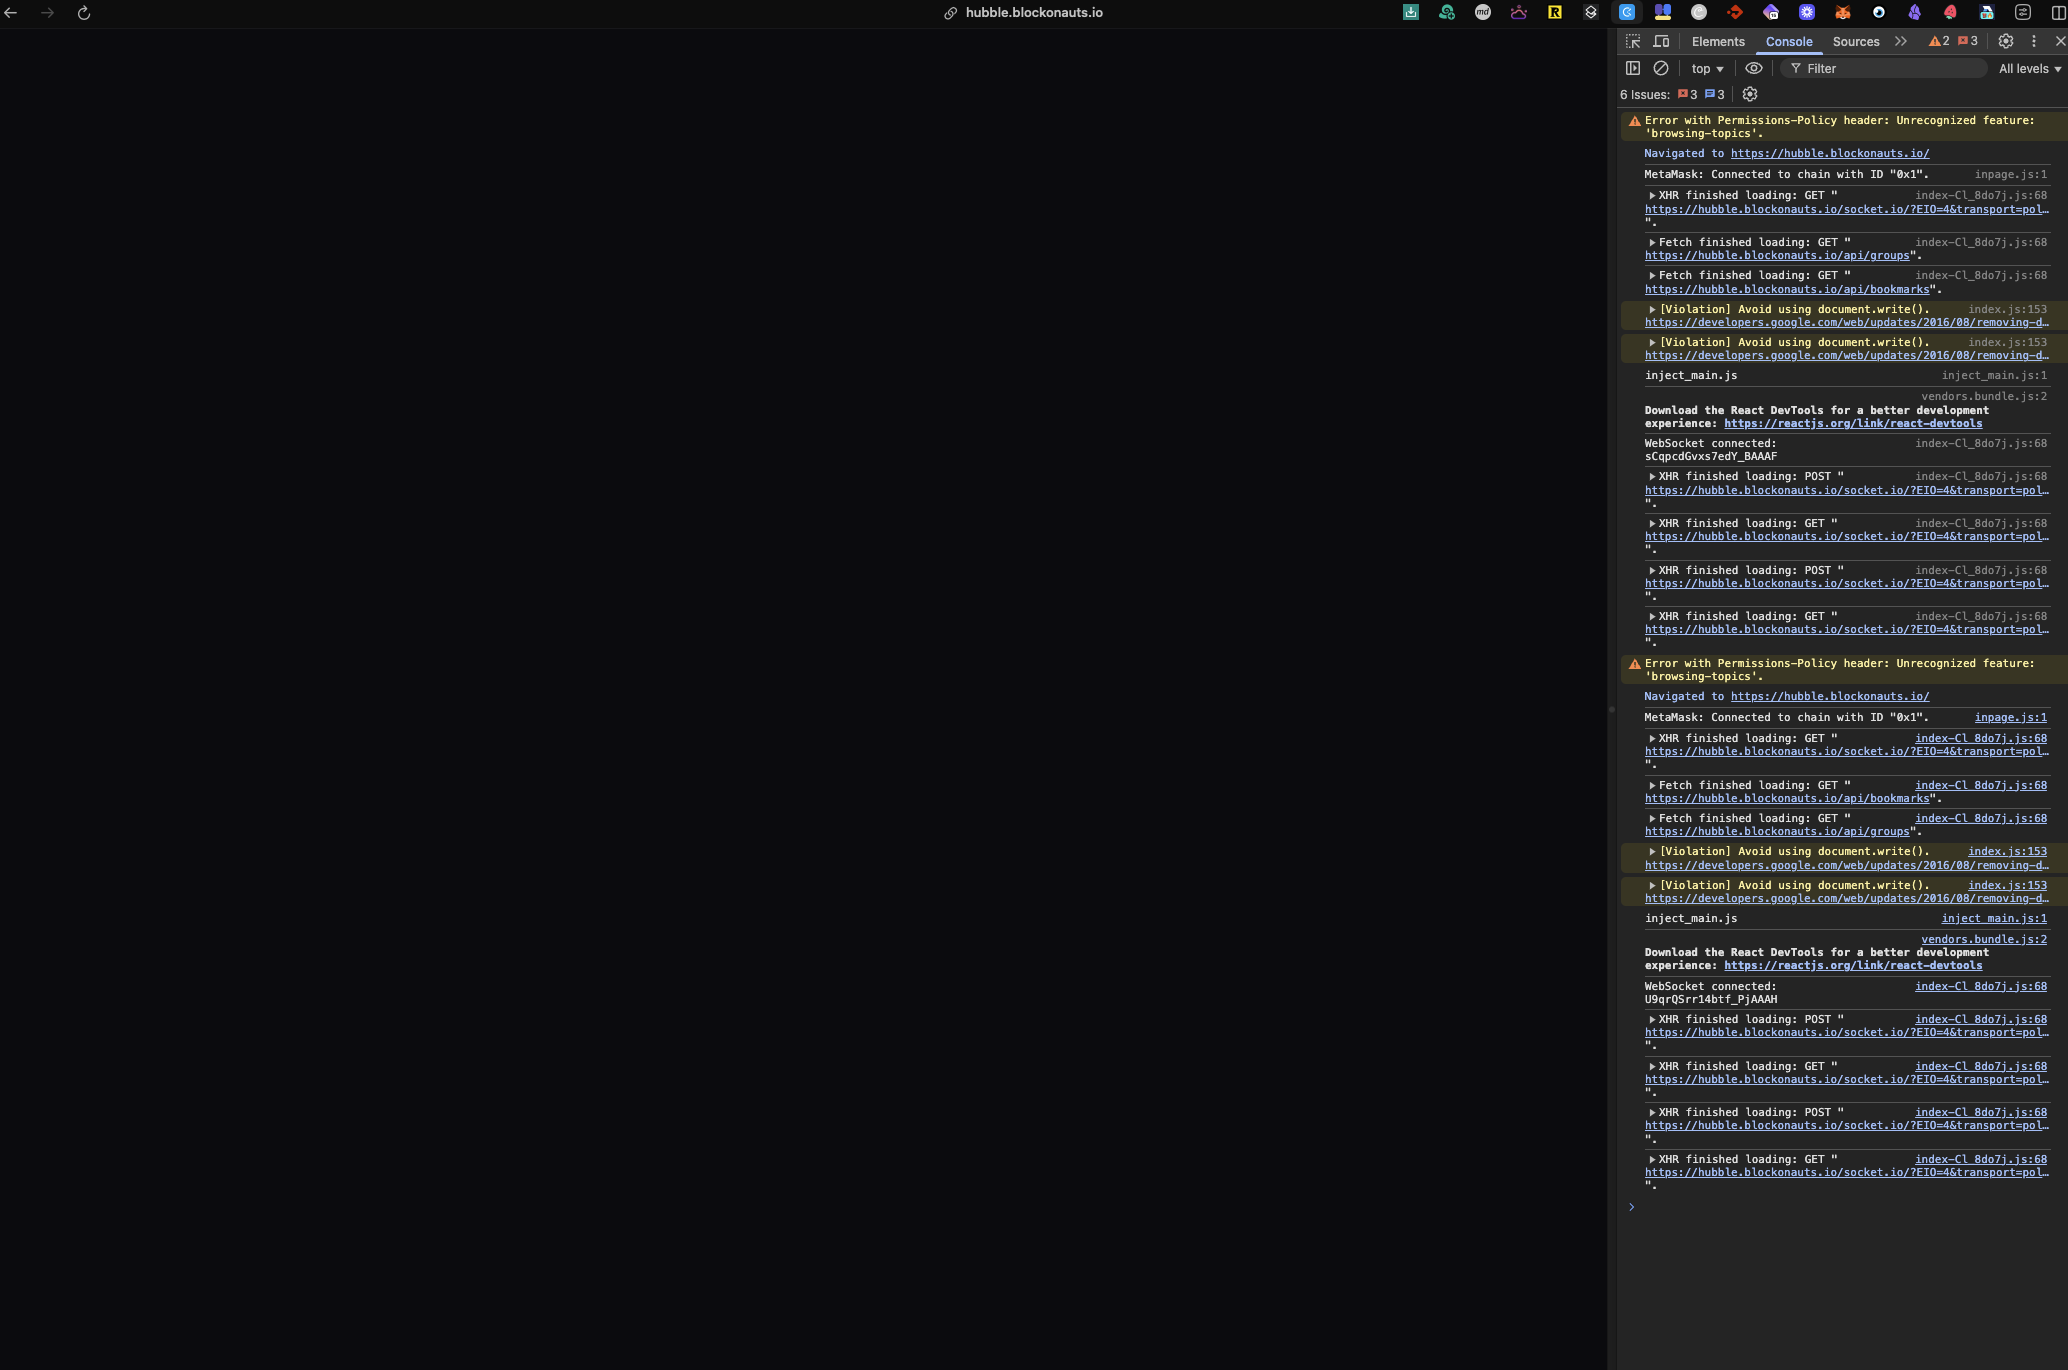 hubble.blockonauts.io
md
R
Elements
Console
Sources
2
3
top
Filter
All levels
6 Issues:
3
3
Error with Permissions-Policy header: Unrecognized feature:
'browsing-topics'.
Navigated to https://hubble.blockonauts.io/
MetaMask: Connected to chain with ID "0x1". inpage.js:1
XHR finished loading: GET " index-Cl_8do7j.js:68
https://hubble.blockonauts.io/socket.io/?EIO=4&transport=pol…
".
Fetch finished loading: GET " index-Cl_8do7j.js:68
https://hubble.blockonauts.io/api/groups".
Fetch finished loading: GET " index-Cl_8do7j.js:68
https://hubble.blockonauts.io/api/bookmarks".
[Violation] Avoid using document.write(). index.js:153
https://developers.google.com/web/updates/2016/08/removing-d…
[Violation] Avoid using document.write(). index.js:153
https://developers.google.com/web/updates/2016/08/removing-d…
inject_main.js inject_main.js:1
vendors.bundle.js:2
Download the React DevTools for a better development
experience: https://reactjs.org/link/react-devtools
WebSocket connected: index-Cl_8do7j.js:68
sCqpcdGvxs7edY_BAAAF
XHR finished loading: POST " index-Cl_8do7j.js:68
https://hubble.blockonauts.io/socket.io/?EIO=4&transport=pol…
".
XHR finished loading: GET " index-Cl_8do7j.js:68
https://hubble.blockonauts.io/socket.io/?EIO=4&transport=pol…
".
XHR finished loading: POST " index-Cl_8do7j.js:68
https://hubble.blockonauts.io/socket.io/?EIO=4&transport=pol…
".
XHR finished loading: GET " index-Cl_8do7j.js:68
https://hubble.blockonauts.io/socket.io/?EIO=4&transport=pol…
".
Error with Permissions-Policy header: Unrecognized feature:
'browsing-topics'.
Navigated to https://hubble.blockonauts.io/
MetaMask: Connected to chain with ID "0x1". inpage.js:1
XHR finished loading: GET " index-Cl_8do7j.js:68
https://hubble.blockonauts.io/socket.io/?EIO=4&transport=pol…
".
Fetch finished loading: GET " index-Cl_8do7j.js:68
https://hubble.blockonauts.io/api/bookmarks".
Fetch finished loading: GET " index-Cl_8do7j.js:68
https://hubble.blockonauts.io/api/groups".
[Violation] Avoid using document.write(). index.js:153
https://developers.google.com/web/updates/2016/08/removing-d…
[Violation] Avoid using document.write(). index.js:153
https://developers.google.com/web/updates/2016/08/removing-d…
inject_main.js inject_main.js:1
vendors.bundle.js:2
Download the React DevTools for a better development
experience: https://reactjs.org/link/react-devtools
WebSocket connected: index-Cl_8do7j.js:68
U9qrQSrr14btf_PjAAAH
XHR finished loading: POST " index-Cl_8do7j.js:68
https://hubble.blockonauts.io/socket.io/?EIO=4&transport=pol…
".
XHR finished loading: GET " index-Cl_8do7j.js:68
https://hubble.blockonauts.io/socket.io/?EIO=4&transport=pol…
".
XHR finished loading: POST " index-Cl_8do7j.js:68
https://hubble.blockonauts.io/socket.io/?EIO=4&transport=pol…
".
XHR finished loading: GET " index-Cl_8do7j.js:68
https://hubble.blockonauts.io/socket.io/?EIO=4&transport=pol…
".